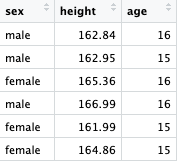 sex height age
male 162.84 16
male 162.95 15
female 165.36 16
male 166.99 16
female 161.99 15
female 164.86 15